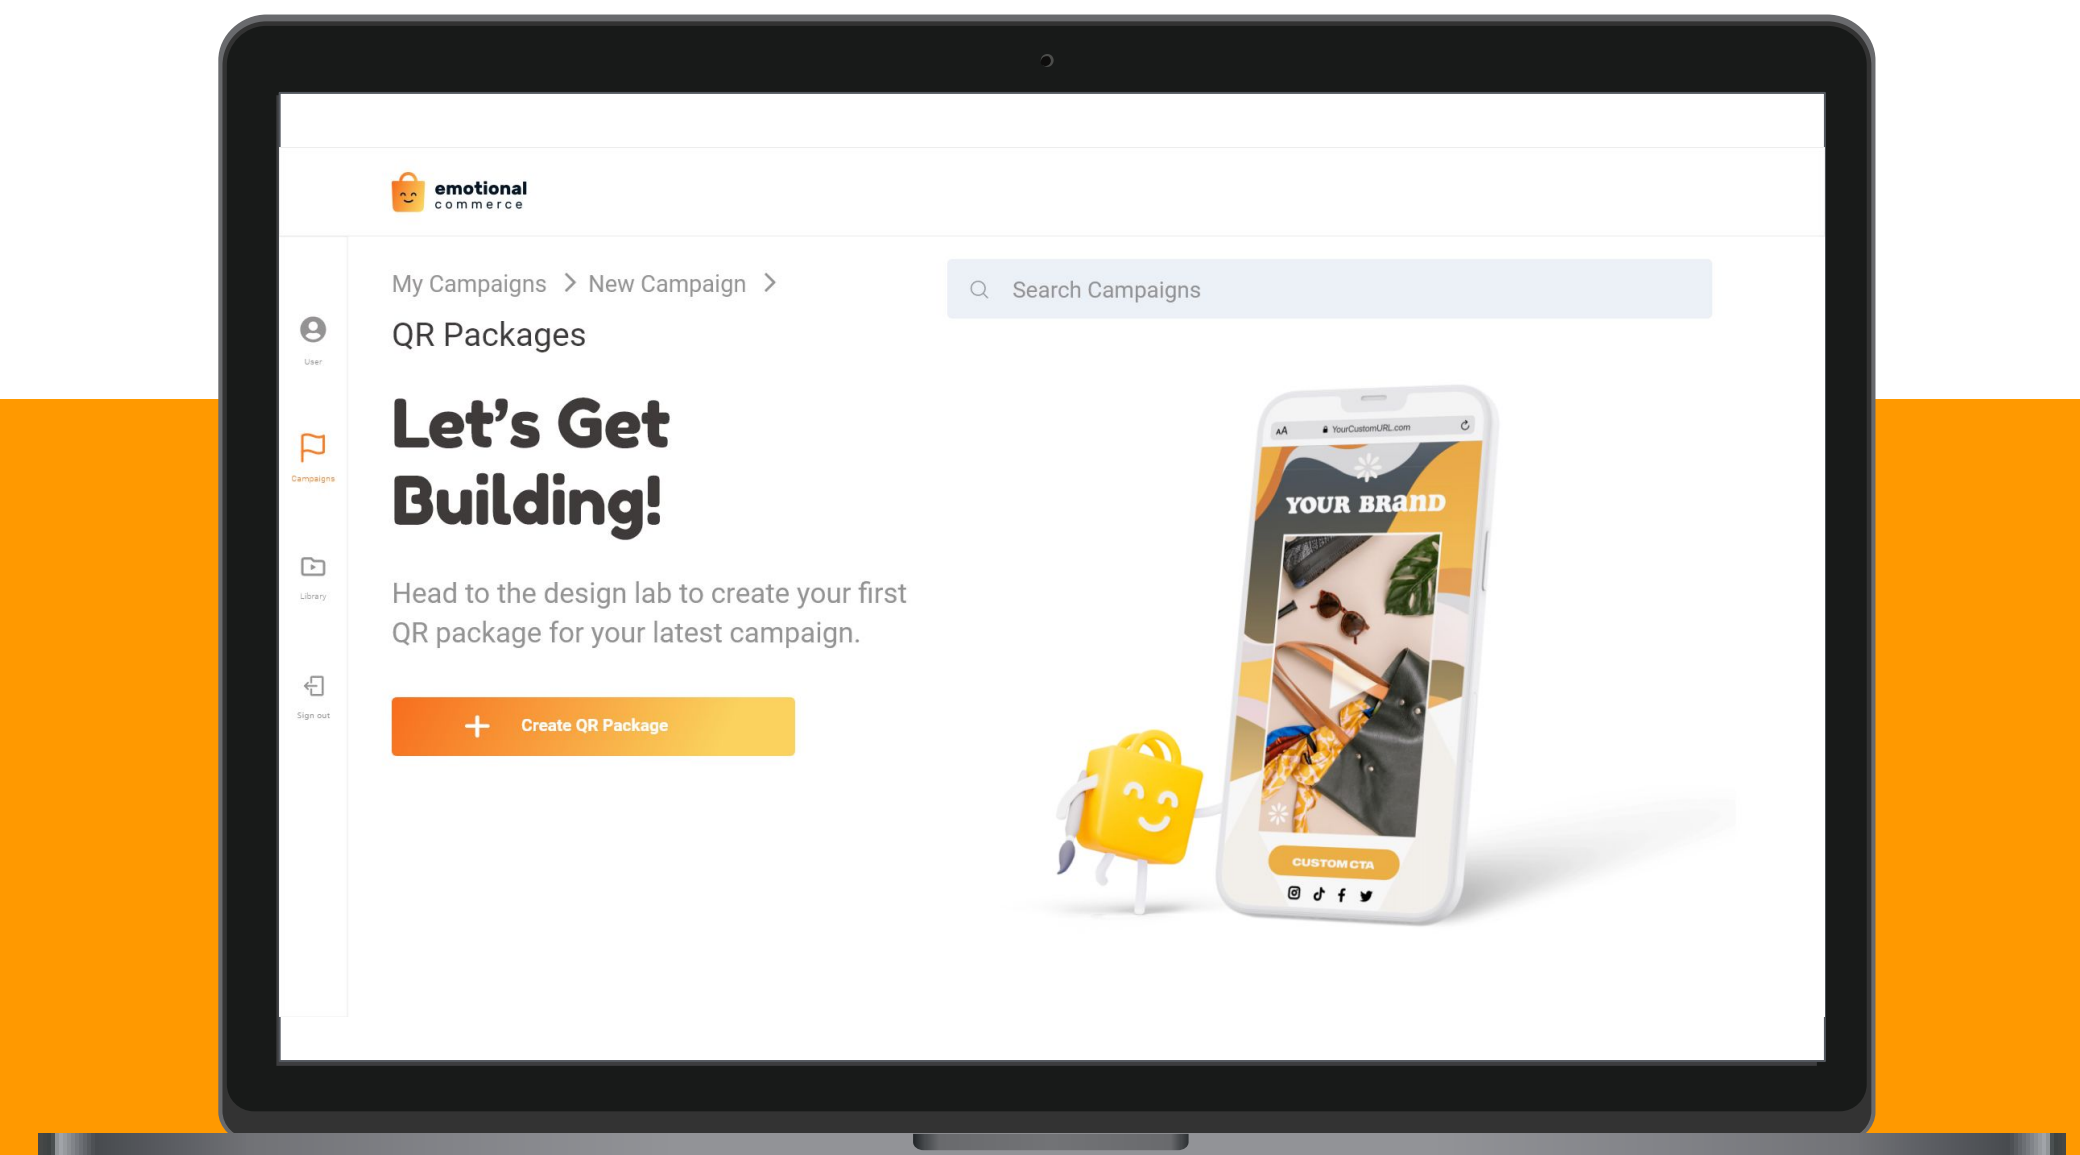 emotional
commerce
My Campaigns > New Campaign >
Search Campaigns
QR Packages
User
Let's Get
Building!
Campaigns
Head to the design lab to create your first
QR package for your latest campaign.
Library
Create QR Package
Sign out
AA YourCustomURL.com
YOUR BRAND
CUSTOM CTA